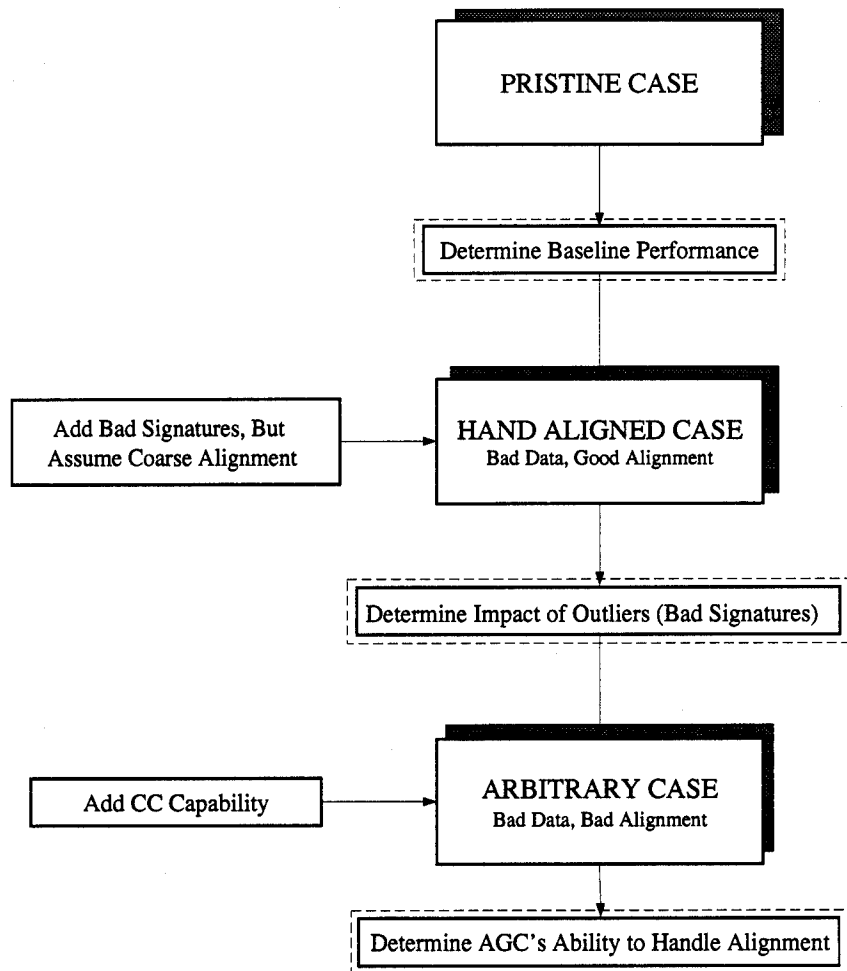 PRISTINE CASE
Determine Baseline Performance
Add Bad Signatures, But
Assume Coarse Alignment
HAND ALIGNED CASE
Bad Data, Good Alignment
Determine Impact of Outliers (Bad Signatures)
Add CC Capability
ARBITRARY CASE
Bad Data, Bad Alignment
Determine AGC's Ability to Handle Alignment